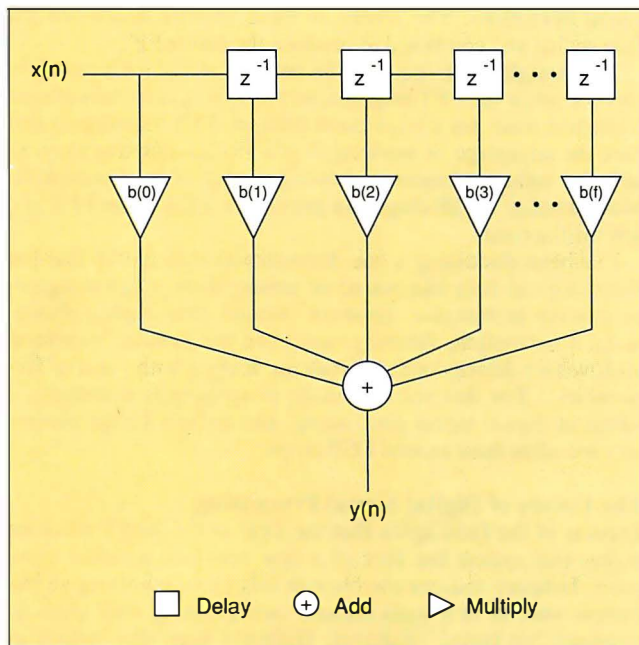 x(n) z⁻¹ z⁻¹ z⁻¹ • • • z⁻¹
b(0) b(1) b(2) b(3) • • • b(f)
+
y(n)
Delay + Add Multiply